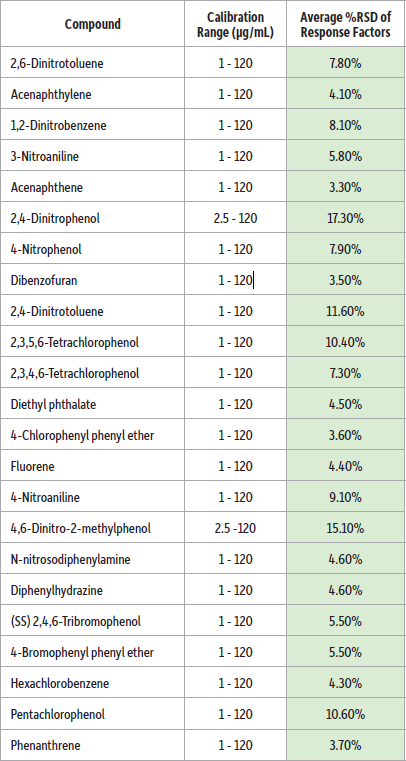 Compound Calibration Range (µg/mL) Average %RSD of Response Factors
2,6-Dinitrotoluene 1 - 120 7.80%
Acenaphthylene 1 - 120 4.10%
1,2-Dinitrobenzene 1 - 120 8.10%
3-Nitroaniline 1 - 120 5.80%
Acenaphthene 1 - 120 3.30%
2,4-Dinitrophenol 2.5 - 120 17.30%
4-Nitrophenol 1 - 120 7.90%
Dibenzofuran 1 - 120 3.50%
2,4-Dinitrotoluene 1 - 120 11.60%
2,3,5,6-Tetrachlorophenol 1 - 120 10.40%
2,3,4,6-Tetrachlorophenol 1 - 120 7.30%
Diethyl phthalate 1 - 120 4.50%
4-Chlorophenyl phenyl ether 1 - 120 3.60%
Fluorene 1 - 120 4.40%
4-Nitroaniline 1 - 120 9.10%
4,6-Dinitro-2-methylphenol 2.5 -120 15.10%
N-nitrosodiphenylamine 1 - 120 4.60%
Diphenylhydrazine 1 - 120 4.60%
(SS) 2,4,6-Tribromophenol 1 - 120 5.50%
4-Bromophenyl phenyl ether 1 - 120 5.50%
Hexachlorobenzene 1 - 120 4.30%
Pentachlorophenol 1 - 120 10.60%
Phenanthrene 1 - 120 3.70%